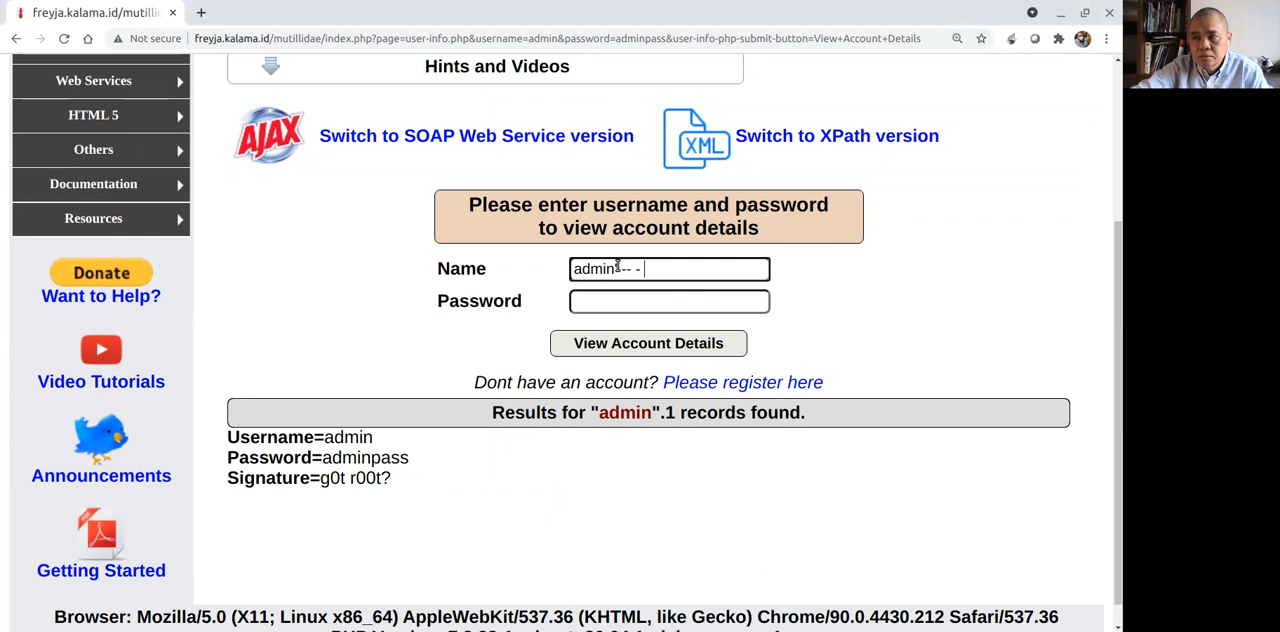 freyja.kalama.id/mutillid
Not secure
freyja.kalama.id/mutillidae/index.php?page=user-info.php&username=admin&password=adminpass&user-info-php-submit-button=View+Account+Details
Web Services
HTML 5
Others
Documentation
Resources
Donate
Want to Help?
Video Tutorials
Announcements
Getting Started
Hints and Videos
AJAX
Switch to SOAP Web Service version
XML
Switch to XPath version
Please enter username and password
to view account details
Name
admin'-- -
Password
View Account Details
Dont have an account? Please register here
Results for "admin".1 records found.
Username=admin
Password=adminpass
Signature=g0t r00t?
Browser: Mozilla/5.0 (X11; Linux x86_64) AppleWebKit/537.36 (KHTML, like Gecko) Chrome/90.0.4430.212 Safari/537.36